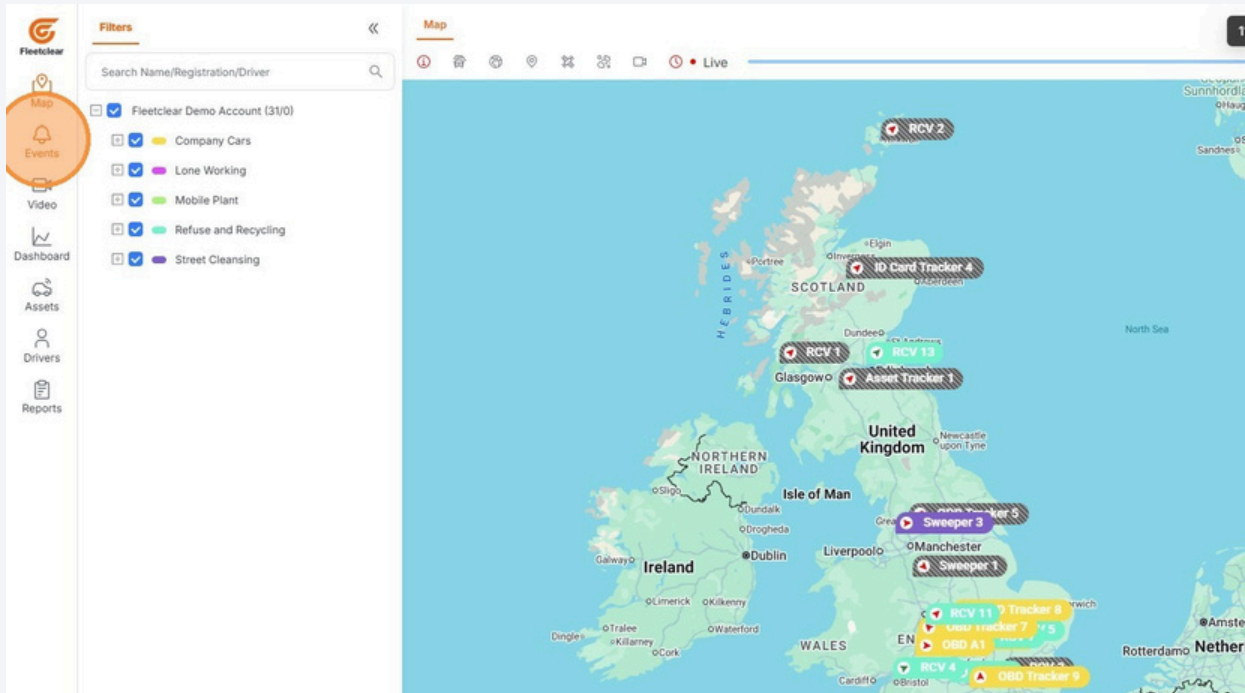 Fleetclear
Map
Events
Video
Dashboard
Assets
Drivers
Reports
Filters
Search Name/Registration/Driver
Fleetclear Demo Account (31/0)
Company Cars
Lone Working
Mobile Plant
Refuse and Recycling
Street Cleansing
Map
Live
RCV 2
Elgin
Portree
ID Card Tracker 4
SCOTLAND
Aberdeen
HEBRIDES
North Sea
Dundee
RCV 1
RCV 13
Glasgow
Asset Tracker 1
United
Kingdom
Newcastle
upon Tyne
NORTHERN
IRELAND
Sligo
Isle of Man
Dundalk
Sweeper 3
Drogheda
Manchester
Dublin
Liverpool
Galway
Ireland
Sweeper 1
Limerick
Kilkenny
RCV 11
Tracker 8
Tralee
Waterford
OBD Tracker 7
Dingle
Killarney
Cork
WALES
OBD A1
Rotterdam
RCV 4
Cardiff
Bristol
OBD Tracker 9
Sandnes